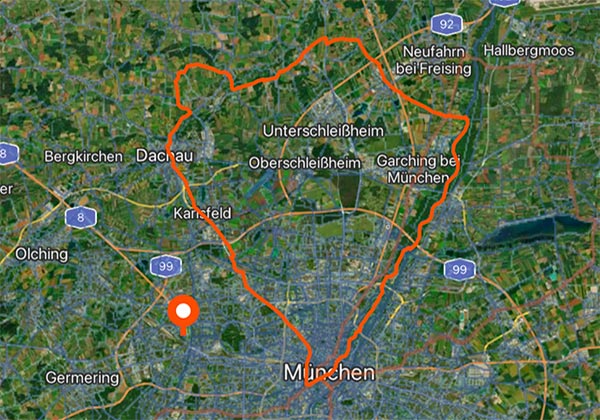 92
Neufahrn
bei Freising
Hallbergmoos
Unterschleißheim
8
Bergkirchen
Dachau
Oberschleißheim
Garching bei
München
er
8
Karlsfeld
Olching
99
99
München
Germering